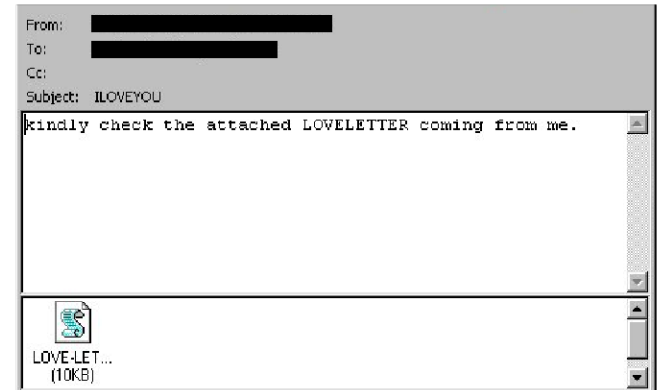 From:
To:
Cc:
Subject: ILOVEYOU
kindly check the attached LOVELETTER coming from me.
LOVE-LET...
(10KB)